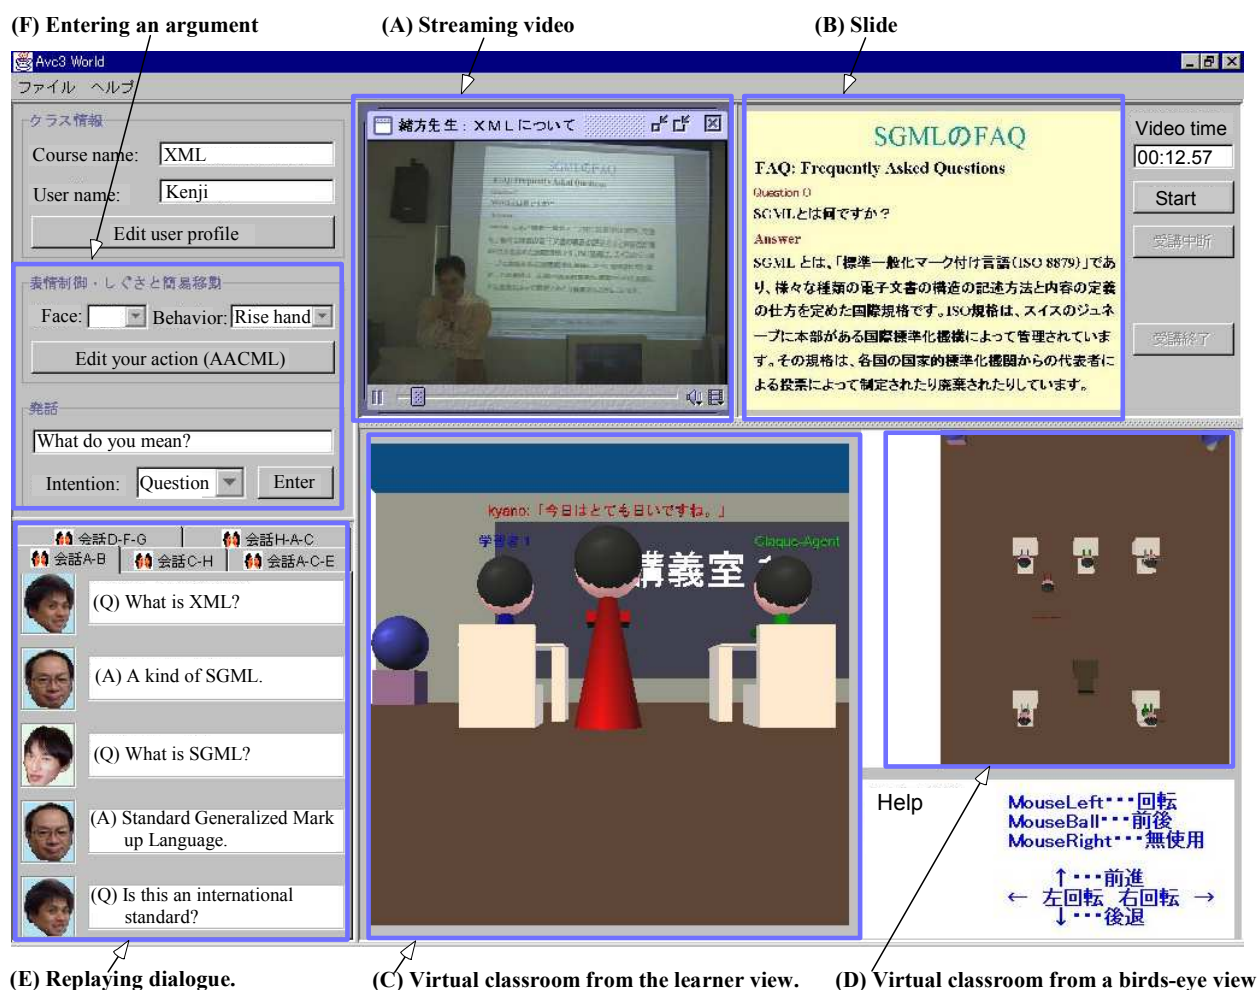 (F) Entering an argument
(A) Streaming video
(B) Slide
Avc3 World
ファイル ヘルプ
クラス情報
Course name: XML
User name: Kenji
Edit user profile
表情制御・しぐさと簡易移動
Face: Behavior: Rise hand
Edit your action (AACML)
発話
What do you mean?
Intention: Question Enter
緒方先生：XMLについて
SGMLのFAQ
FAQ: Frequently Asked Questions
SGMLのFAQ
FAQ: Frequently Asked Questions
Question 0
SGMLとは何ですか？
Answer
SGML とは、「標準一般化マーク付け言語(ISO 8879)」であ
り、様々な種類の電子文書の構造の記述方法と内容の定義
の仕方を定めた国際規格です。ISO規格は、スイスのジュネ
ーブに本部がある国際標準化機構によって管理されていま
す。その規格は、各国の国家的標準化機関からの代表者に
よる投票によって制定されたり廃棄されたりしています。
Video time
00:12.57
Start
受講中断
受講終了
会話D-F-G 会話H-A-C
会話A-B 会話C-H 会話A-C-E
(Q) What is XML?
(A) A kind of SGML.
(Q) What is SGML?
(A) Standard Generalized Mark
up Language.
(Q) Is this an international
standard?
kyano:「今日はとても日いですね。」
学習者1 Claque-Agent
講義室
Help
MouseLeft・・・回転
MouseBall・・・前後
MouseRight・・・無使用
↑・・・前進
← 左回転 右回転 →
↓・・・後退
(E) Replaying dialogue.
(C) Virtual classroom from the learner view.
(D) Virtual classroom from a birds-eye view